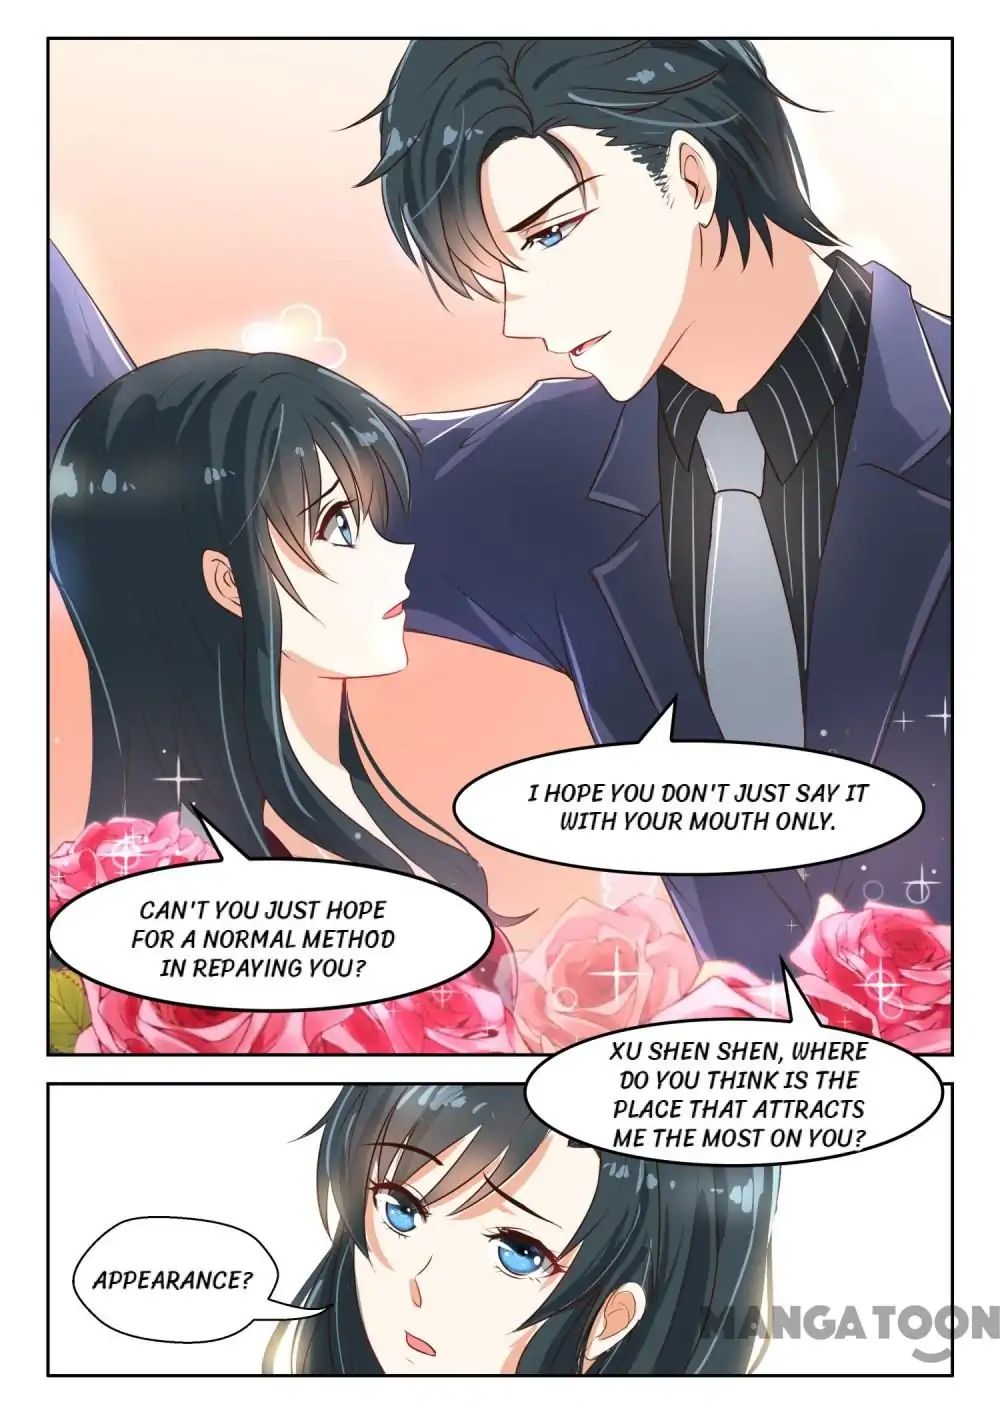 I HOPE YOU DON'T JUST SAY IT
WITH YOUR MOUTH ONLY.
CAN'T YOU JUST HOPE
FOR A NORMAL METHOD
IN REPAYING YOU?
XU SHEN SHEN, WHERE
DO YOU THINK IS THE
PLACE THAT ATTRACTS
ME THE MOST ON YOU?
APPEARANCE?
MANGATOON